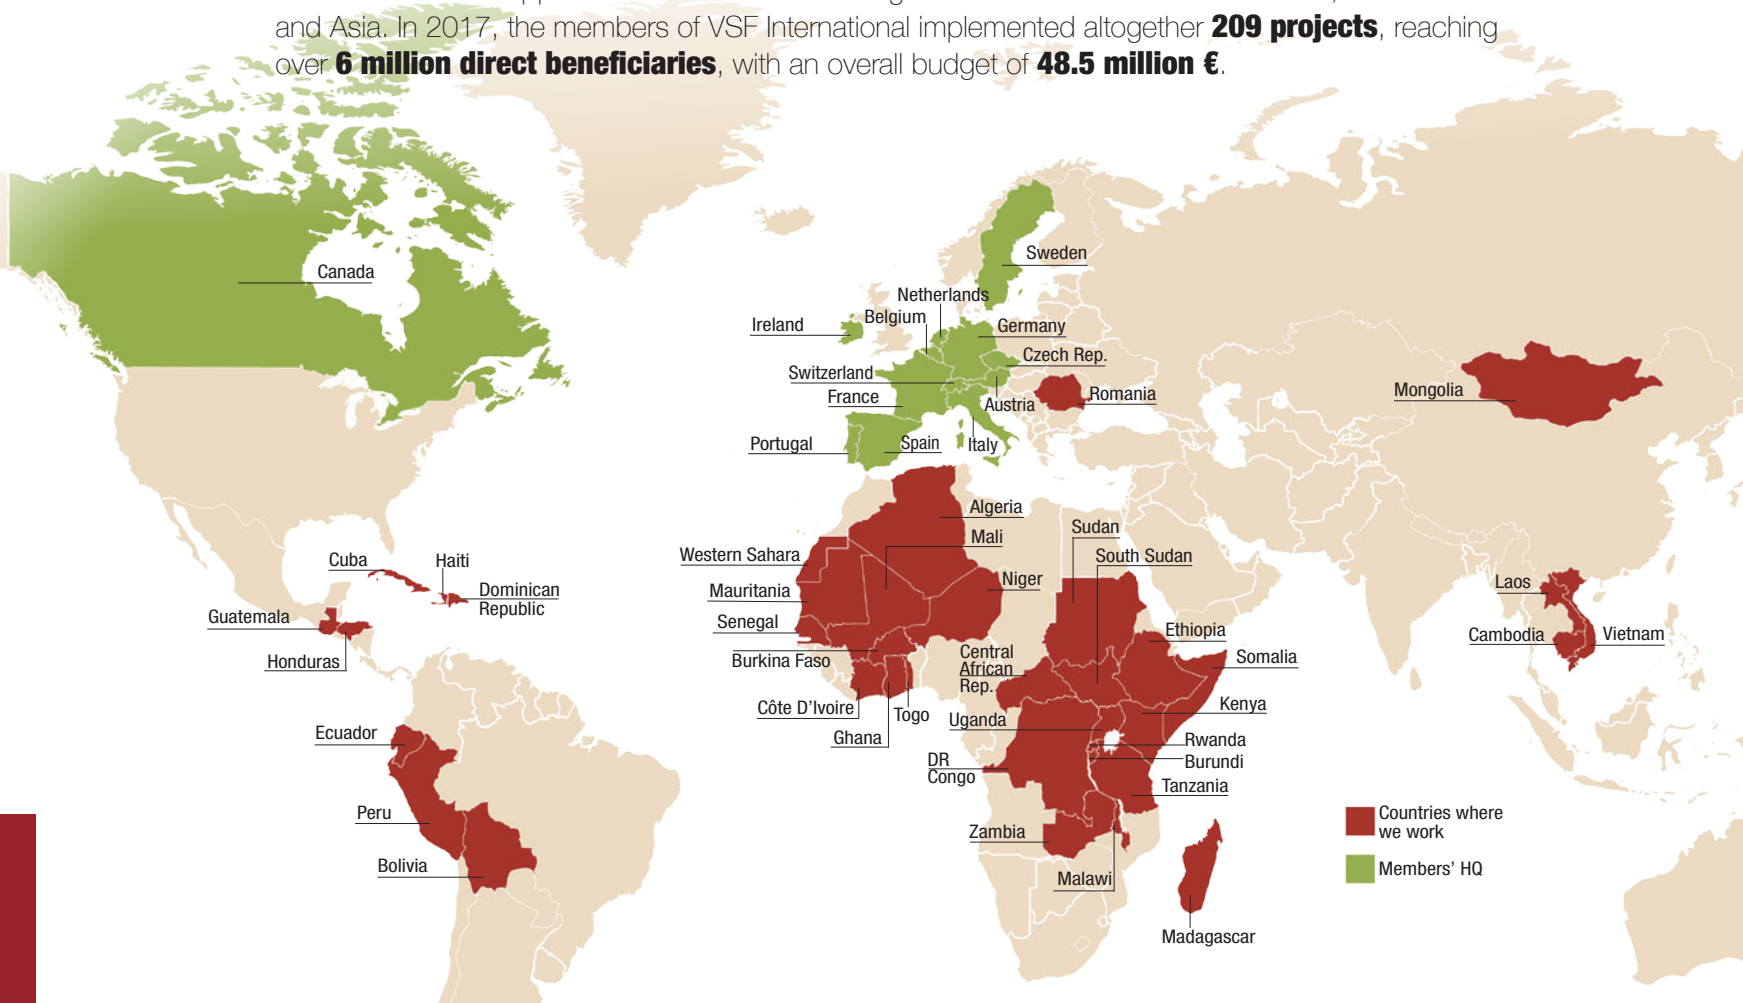 and Asia. In 2017, the members of VSF International implemented altogether 209 projects, reaching
over 6 million direct beneficiaries, with an overall budget of 48.5 million €.
Canada
Sweden
Netherlands
Belgium
Ireland
Germany
Czech Rep.
Switzerland
France
Austria
Romania
Portugal
Spain
Italy
Mongolia
Algeria
Mali
Sudan
South Sudan
Western Sahara
Niger
Mauritania
Senegal
Burkina Faso
Ethiopia
Central
African
Rep.
Somalia
Côte D'Ivoire
Togo
Ghana
Uganda
Kenya
Rwanda
Burundi
DR
Congo
Tanzania
Zambia
Malawi
Madagascar
Cuba
Haiti
Dominican
Republic
Guatemala
Honduras
Ecuador
Peru
Bolivia
Laos
Cambodia
Vietnam
Countries where
we work
Members' HQ